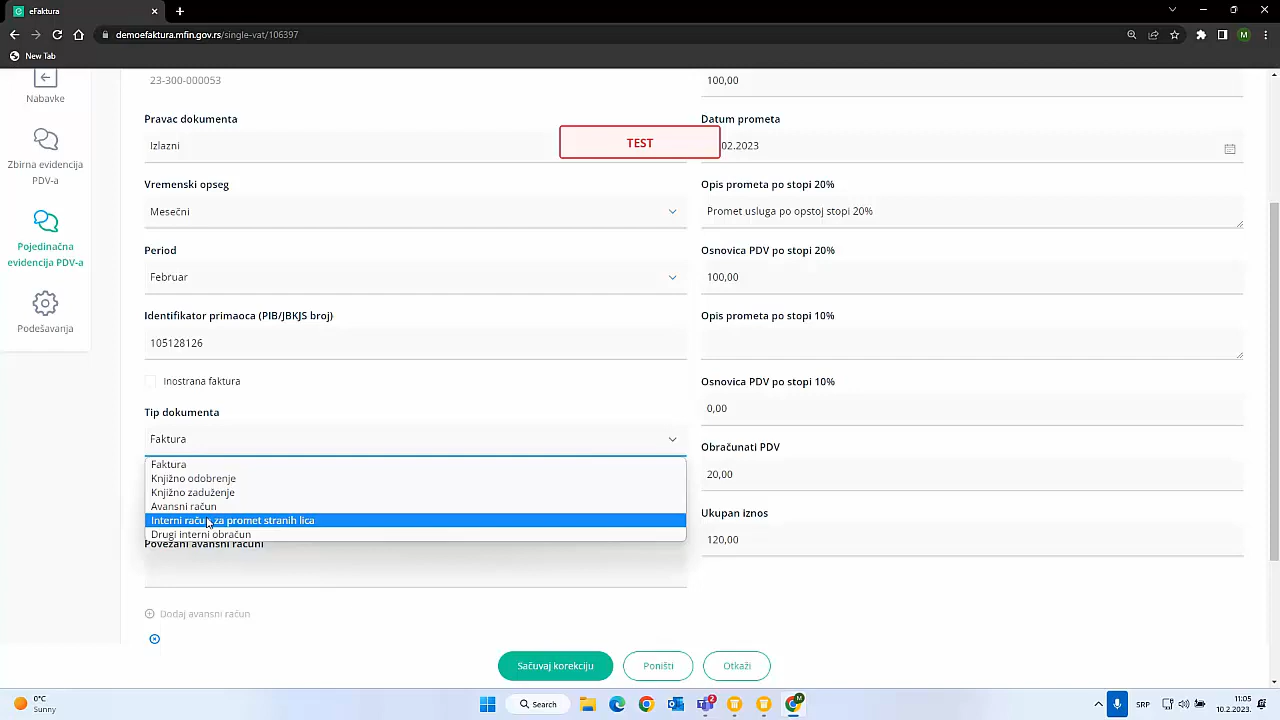 eFaktura
demoefaktura.mfin.gov.rs/single-vat/106397
M
New Tab
Nabavke
Zbirna evidencija
PDV-a
Pojedinačna
evidencija PDV-a
Podešavanja
23-300-000053
Pravac dokumenta
Izlazni
Vremenski opseg
Mesečni
Period
Februar
Identifikator primaoca (PIB/JBKJS broj)
105128126
Inostrana faktura
Tip dokumenta
Faktura
Faktura
Knjižno odobrenje
Knjižno zaduženje
Avansni račun
Interni račun za promet stranih lica
Drugi interni obračun
Povezani avansni računi
Dodaj avansni račun
TEST
100,00
Datum prometa
02.2023
Opis prometa po stopi 20%
Promet usluga po opstoj stopi 20%
Osnovica PDV po stopi 20%
100,00
Opis prometa po stopi 10%
Osnovica PDV po stopi 10%
0,00
Obračunati PDV
20,00
Ukupan iznos
120,00
Sačuvaj korekciju
Poništi
Otkaži
0°C
Sunny
Search
2
M
SRP
11:05
10.2.2023.